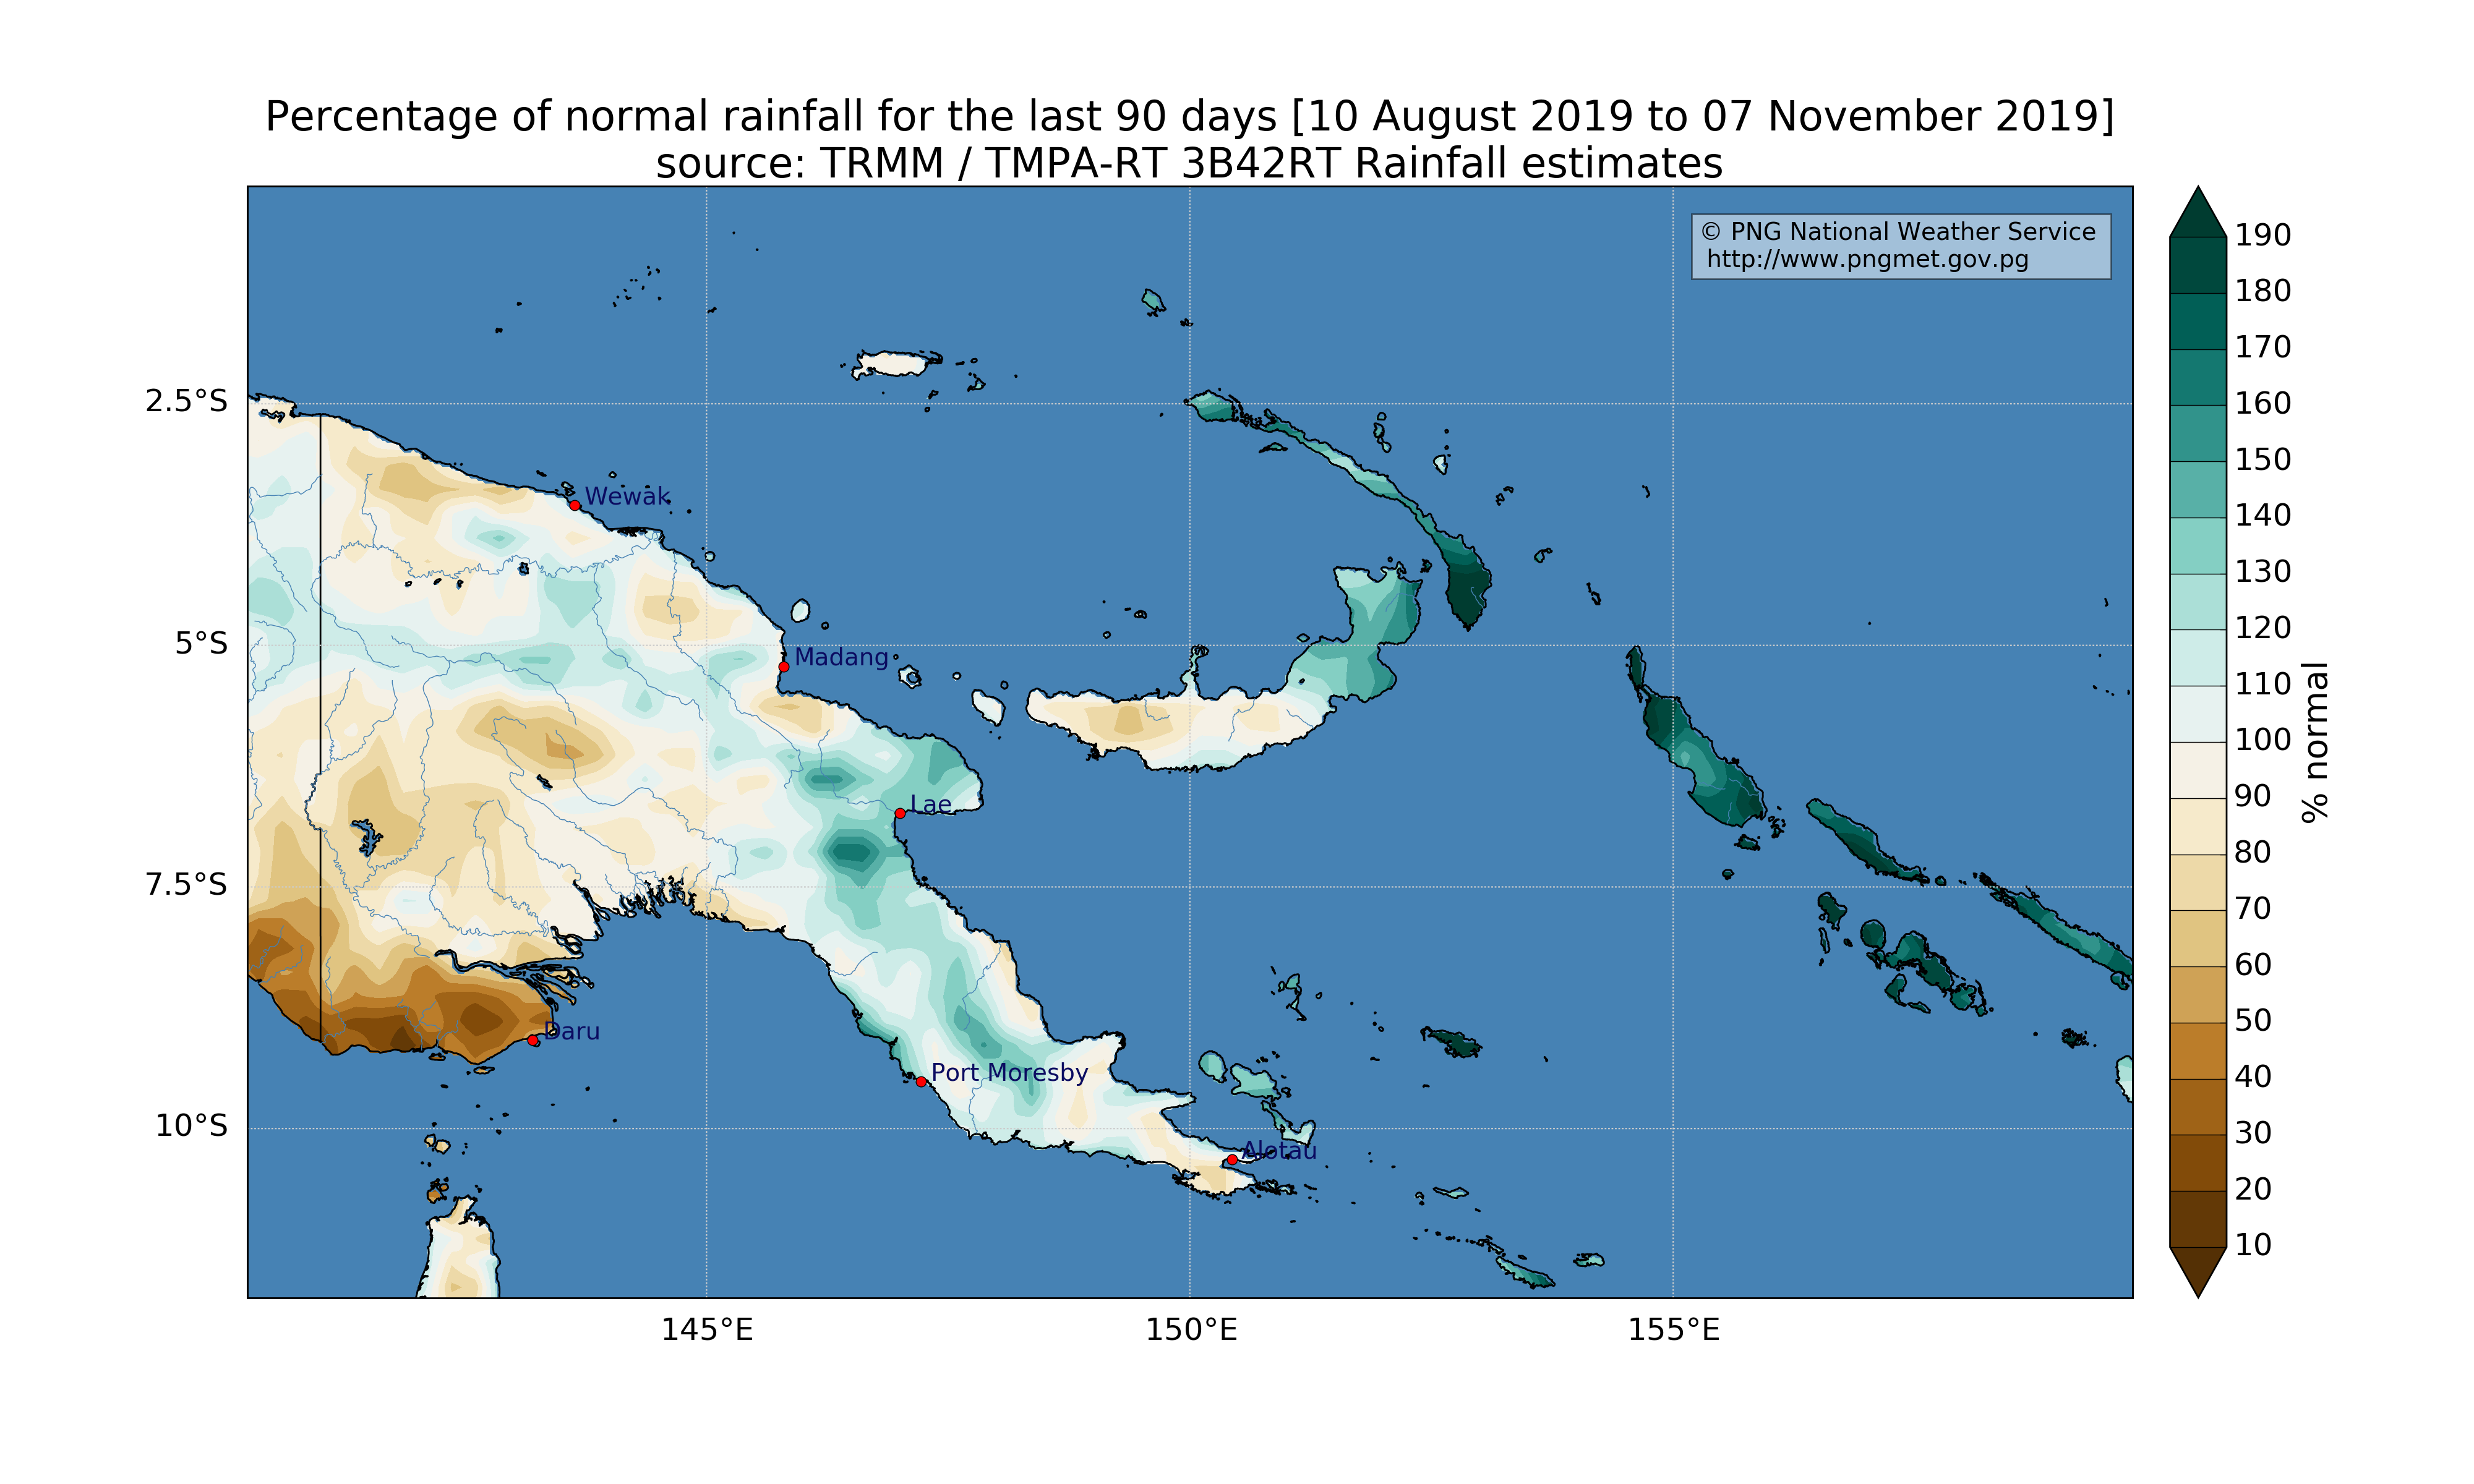 Percentage of normal rainfall for the last 90 days [10 August 2019 to 07 November 2019]
source: TRMM / TMPA-RT 3B42RT Rainfall estimates
© PNG National Weather Service
http://www.pngmet.gov.pg
2.5°S
5°S
7.5°S
10°S
Wewak
Madang
Lae
Daru
Port Moresby
Alotau
145°E
150°E
155°E
190
180
170
160
150
140
130
120
110
100
90
80
70
60
50
40
30
20
10
% normal